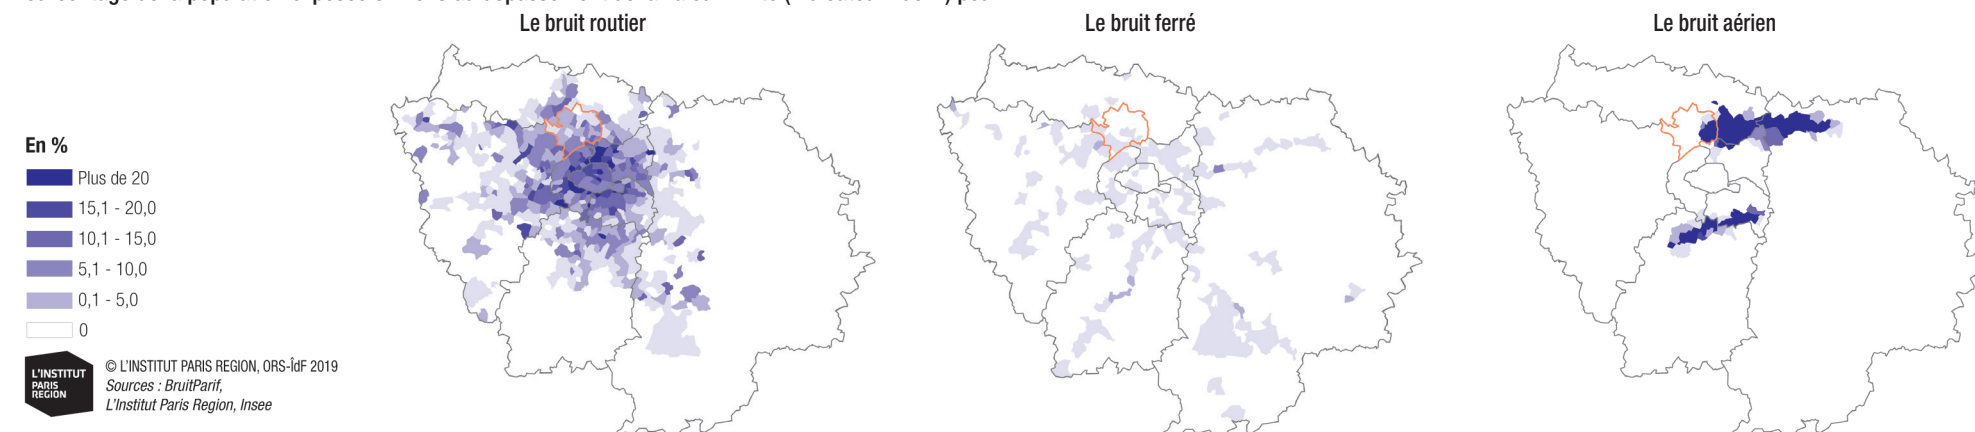 Le bruit routier
Le bruit ferré
Le bruit aérien
En %
Plus de 20
15,1 - 20,0
10,1 - 15,0
5,1 - 10,0
0,1 - 5,0
0
L'INSTITUT
PARIS
REGION
© L'INSTITUT PARIS REGION, ORS-ÎdF 2019
Sources : BruitParif,
L'Institut Paris Region, Insee